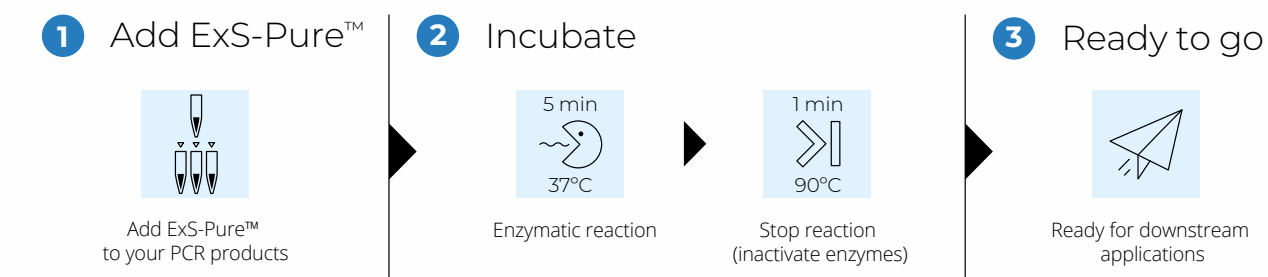 1 Add ExS-Pure™
Add ExS-Pure™
to your PCR products
2 Incubate
5 min
37°C
Enzymatic reaction
1 min
90°C
Stop reaction
(inactivate enzymes)
3 Ready to go
Ready for downstream
applications